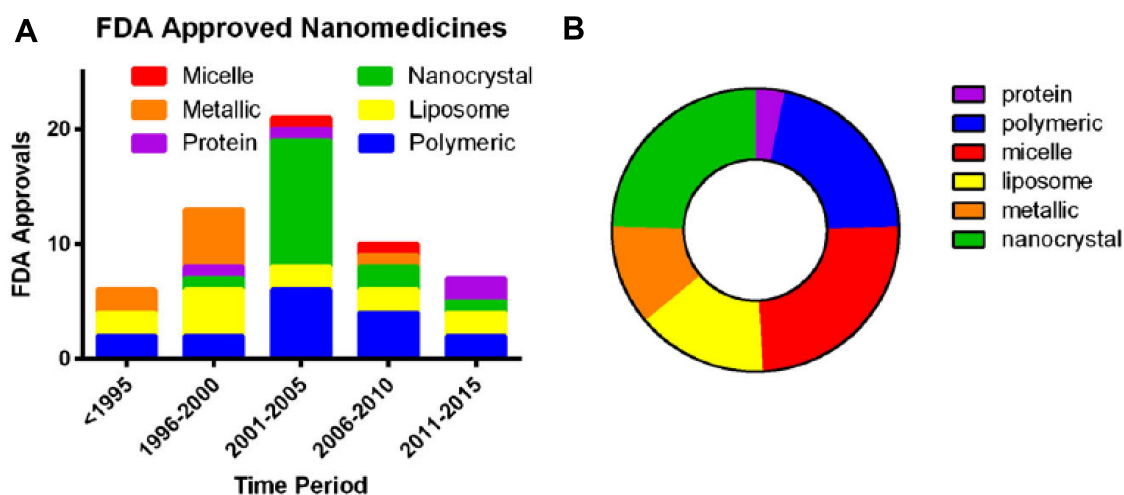 A
FDA Approved Nanomedicines
Micelle
Metallic
Protein
Nanocrystal
Liposome
Polymeric
FDA Approvals
20
10
0
<1995
1996-2000
2001-2005
2006-2010
2011-2015
Time Period
B
protein
polymeric
micelle
liposome
metallic
nanocrystal